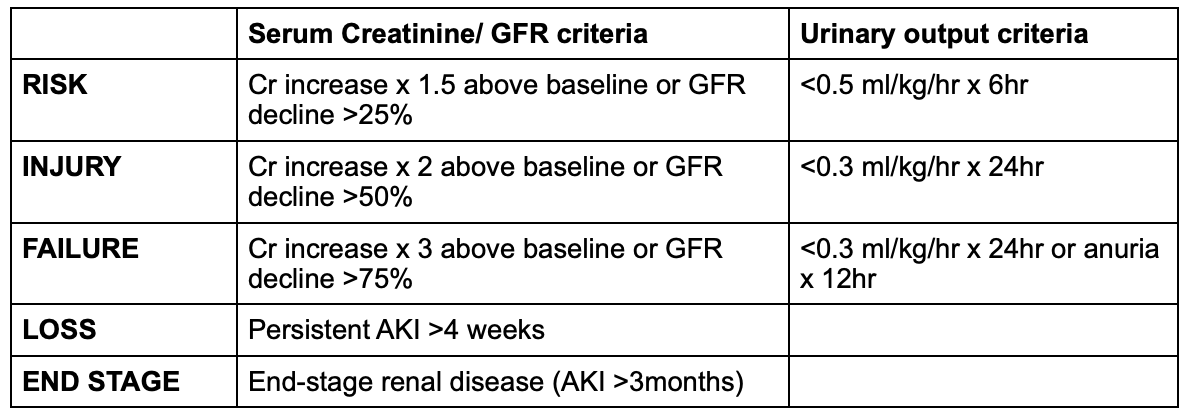 Serum Creatinine/ GFR criteria
Urinary output criteria
RISK
Cr increase x 1.5 above baseline or GFR
decline >25%
<0.5 ml/kg/hr x 6hr
INJURY
Cr increase x 2 above baseline or GFR
decline >50%
<0.3 ml/kg/hr x 24hr
FAILURE
Cr increase x 3 above baseline or GFR
decline >75%
<0.3 ml/kg/hr x 24hr or anuria
x 12hr
LOSS
Persistent AKI >4 weeks
END STAGE
End-stage renal disease (AKI >3months)